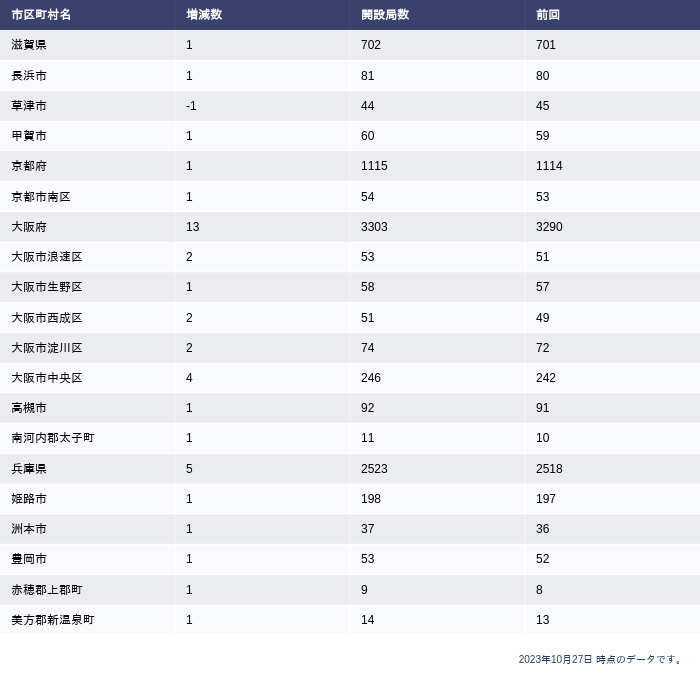 市区町村名 増減数 開設局数 前回
滋賀県 1 702 701
長浜市 1 81 80
草津市 -1 44 45
甲賀市 1 60 59
京都府 1 1115 1114
京都市南区 1 54 53
大阪府 13 3303 3290
大阪市浪速区 2 53 51
大阪市生野区 1 58 57
大阪市西成区 2 51 49
大阪市淀川区 2 74 72
大阪市中央区 4 246 242
高槻市 1 92 91
南河内郡太子町 1 11 10
兵庫県 5 2523 2518
姫路市 1 198 197
洲本市 1 37 36
豊岡市 1 53 52
赤穂郡上郡町 1 9 8
美方郡新温泉町 1 14 13
2023年10月27日 時点のデータです。